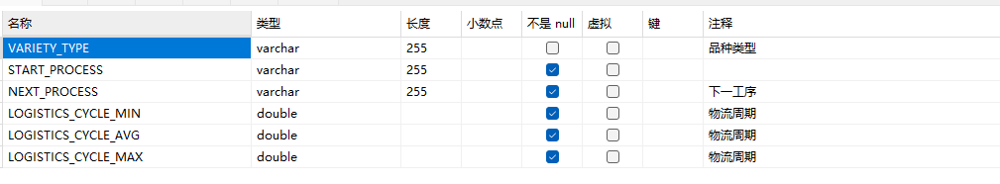 名称 类型 长度 小数点 不是 null 虚拟 键 注释
VARIETY_TYPE varchar 255 品种类型
START_PROCESS varchar 255
NEXT_PROCESS varchar 255 下一工序
LOGISTICS_CYCLE_MIN double 物流周期
LOGISTICS_CYCLE_AVG double 物流周期
LOGISTICS_CYCLE_MAX double 物流周期